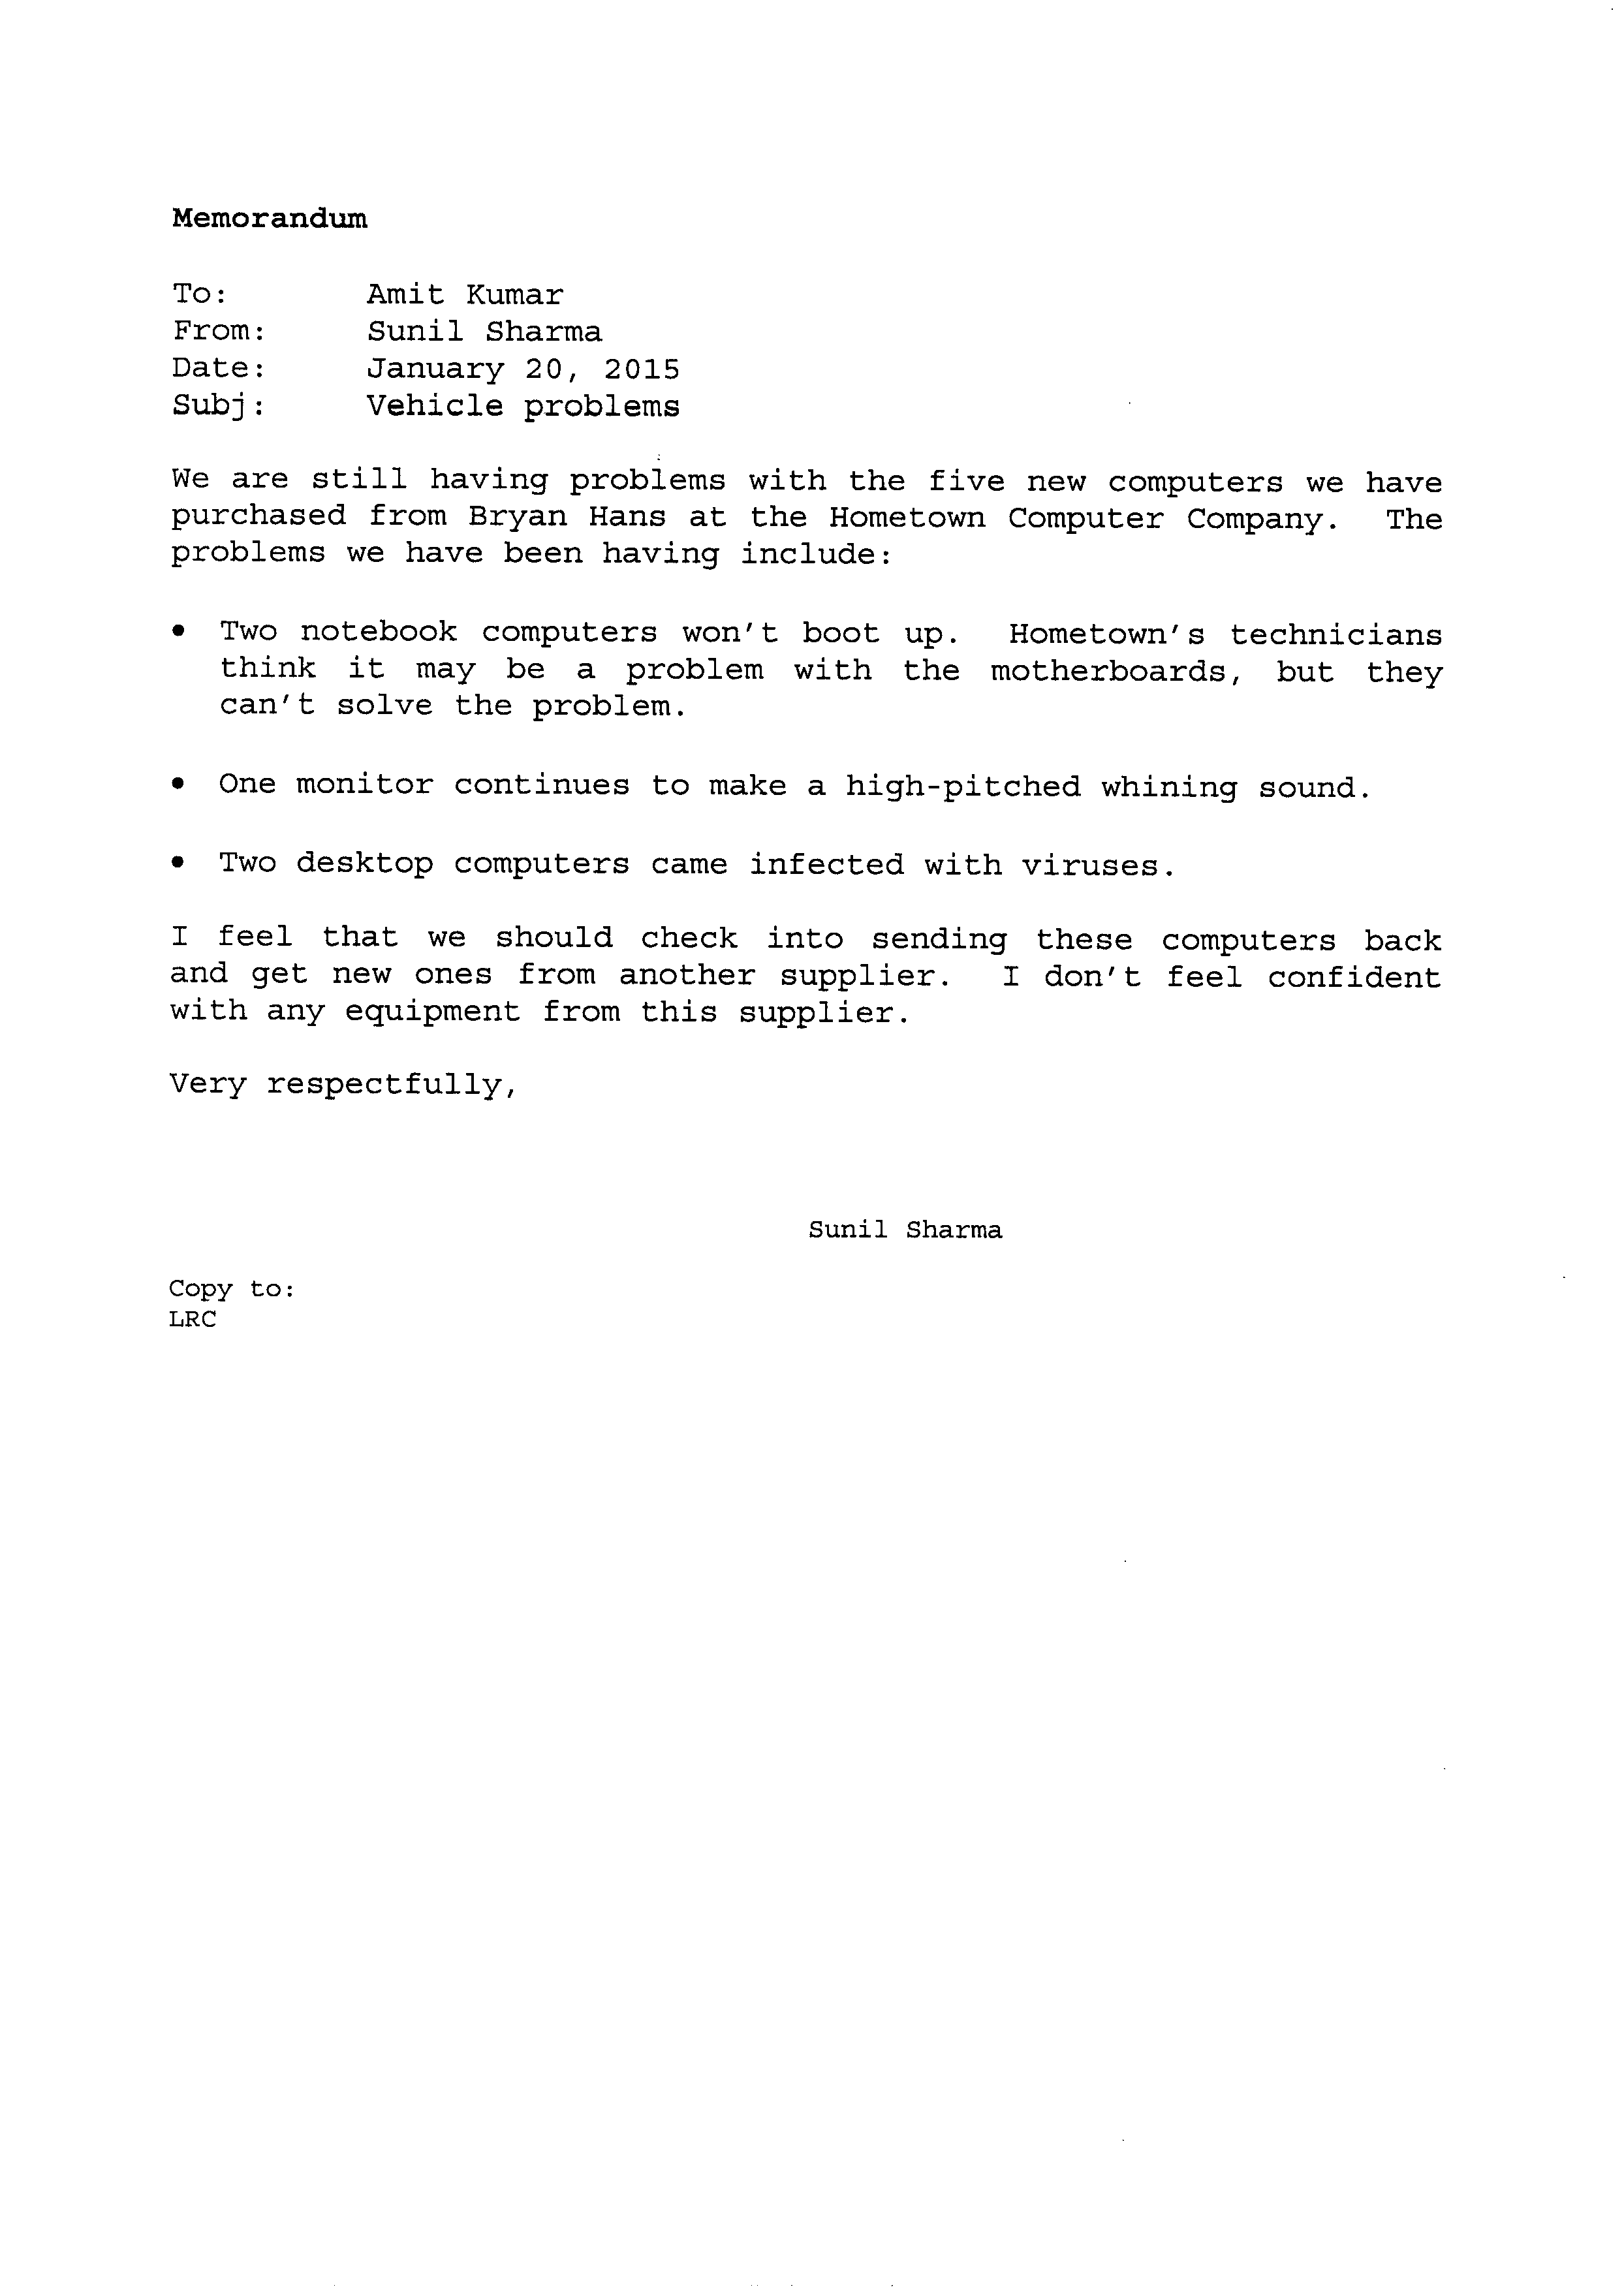 Memorandum
To: Amit Kumar
From: Sunil Sharma
Date: January 20, 2015
Subj: Vehicle problems
We are still having problems with the five new computers we have
purchased from Bryan Hans at the Hometown Computer Company. The
problems we have been having include:
• Two notebook computers won't boot up. Hometown's technicians
think it may be a problem with the motherboards, but they
can't solve the problem.
• One monitor continues to make a high-pitched whining sound.
• Two desktop computers came infected with viruses.
I feel that we should check into sending these computers back
and get new ones from another supplier. I don't feel confident
with any equipment from this supplier.
Very respectfully,
Sunil Sharma
Copy to:
LRC